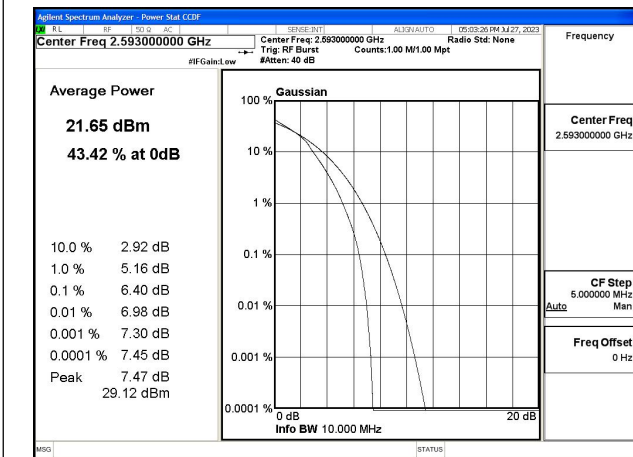 Agilent Spectrum Analyzer - Power Stat CCDF
RL RF 50 Ω AC SENSE:INT ALIGN AUTO 05:03:26 PM Jul 27, 2023
Center Freq 2.593000000 GHz
#IFGain:Low
Center Freq: 2.593000000 GHz Radio Std: None
Trig: RF Burst Counts:1.00 M/1.00 Mpt
#Atten: 40 dB
Frequency
Average Power
21.65 dBm
43.42 % at 0dB
10.0 % 2.92 dB
1.0 % 5.16 dB
0.1 % 6.40 dB
0.01 % 6.98 dB
0.001 % 7.30 dB
0.0001 % 7.45 dB
Peak 7.47 dB
29.12 dBm
Gaussian
100 %
10 %
1 %
0.1 %
0.01 %
0.001 %
0.0001 %
0 dB 20 dB
Info BW 10.000 MHz
Center Freq
2.593000000 GHz
CF Step
5.000000 MHz
Auto Man
Freq Offset
0 Hz
MSG STATUS